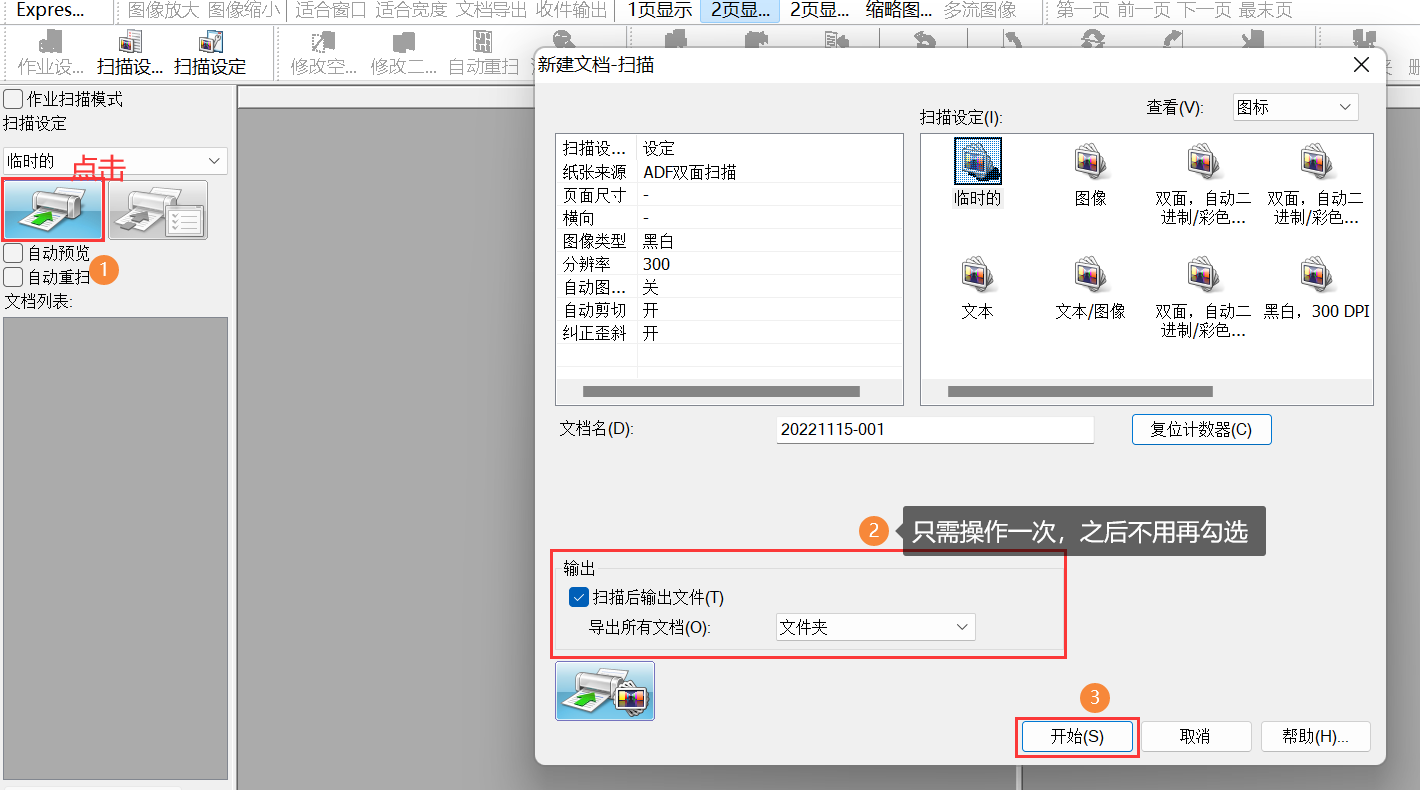 Expres... 图像放大 图像缩小 适合窗口 适合宽度 文档导出 收件输出 1页显示 2页显... 2页显... 缩略图... 多流图像 第一页 前一页 下一页 最末页
作业设... 扫描设... 扫描设定 修改空... 修改二... 自动重扫
作业扫描模式
扫描设定
临时的
点击
自动预览
自动重扫
1
文档列表:
新建文档-扫描
扫描设定(I):
查看(V):
图标
扫描设... 设定
纸张来源 ADF双面扫描
页面尺寸 -
横向 -
图像类型 黑白
分辨率 300
自动图... 关
自动剪切 开
纠正歪斜 开
临时的
图像
双面，自动二
进制/彩色...
双面，自动二
进制/彩色...
文本
文本/图像
双面，自动二
进制/彩色...
黑白，300 DPI
文档名(D):
20221115-001
复位计数器(C)
2
只需操作一次，之后不用再勾选
输出
扫描后输出文件(T)
导出所有文档(O):
文件夹
3
开始(S)
取消
帮助(H)...